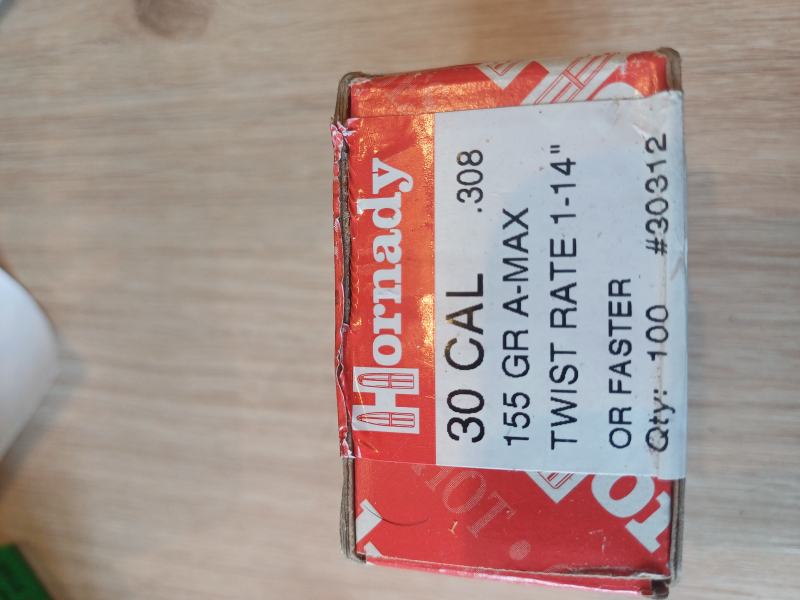 Hornady
30 CAL .308
155 GR A-MAX
TWIST RATE 1-14"
OR FASTER
Qty: 100 #30312